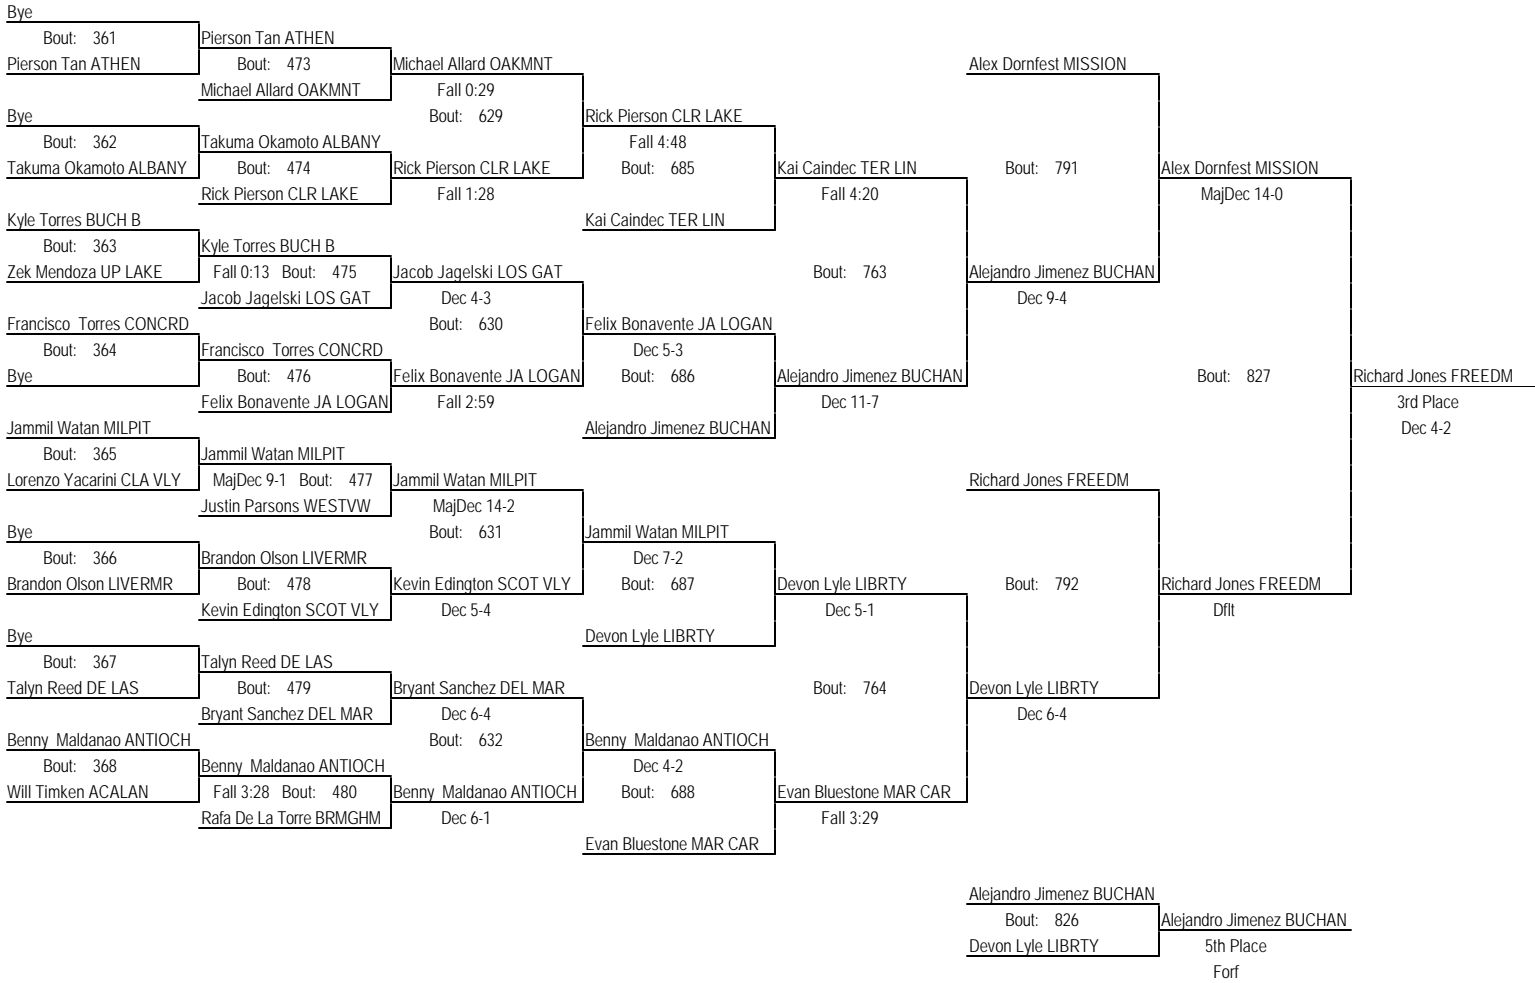 Bye
Bout: 361
Pierson Tan ATHEN
Bye
Bout: 362
Takuma Okamoto ALBANY
Kyle Torres BUCH B
Bout: 363
Zek Mendoza UP LAKE
Francisco Torres CONCRD
Bout: 364
Bye
Jammil Watan MILPIT
Bout: 365
Lorenzo Yacarini CLA VLY
Bye
Bout: 366
Brandon Olson LIVERMR
Bye
Bout: 367
Talyn Reed DE LAS
Benny Maldanao ANTIOCH
Bout: 368
Will Timken ACALAN
Pierson Tan ATHEN
Bout: 473
Michael Allard OAKMNT
Takuma Okamoto ALBANY
Bout: 474
Rick Pierson CLR LAKE
Kyle Torres BUCH B
Fall 0:13 Bout: 475
Jacob Jagelski LOS GAT
Francisco Torres CONCRD
Bout: 476
Felix Bonavente JA LOGAN
Jammil Watan MILPIT
MajDec 9-1 Bout: 477
Justin Parsons WESTVW
Brandon Olson LIVERMR
Bout: 478
Kevin Edington SCOT VLY
Talyn Reed DE LAS
Bout: 479
Bryant Sanchez DEL MAR
Benny Maldanao ANTIOCH
Fall 3:28 Bout: 480
Rafa De La Torre BRMGHM
Michael Allard OAKMNT
Fall 0:29
Bout: 629
Rick Pierson CLR LAKE
Fall 1:28
Jacob Jagelski LOS GAT
Dec 4-3
Bout: 630
Felix Bonavente JA LOGAN
Fall 2:59
Jammil Watan MILPIT
MajDec 14-2
Bout: 631
Kevin Edington SCOT VLY
Dec 5-4
Bryant Sanchez DEL MAR
Dec 6-4
Bout: 632
Benny Maldanao ANTIOCH
Dec 6-1
Rick Pierson CLR LAKE
Fall 4:48
Bout: 685
Kai Caindec TER LIN
Felix Bonavente JA LOGAN
Dec 5-3
Bout: 686
Alejandro Jimenez BUCHAN
Jammil Watan MILPIT
Dec 7-2
Bout: 687
Devon Lyle LIBRTY
Benny Maldanao ANTIOCH
Dec 4-2
Bout: 688
Evan Bluestone MAR CAR
Kai Caindec TER LIN
Fall 4:20
Bout: 763
Alejandro Jimenez BUCHAN
Dec 11-7
Devon Lyle LIBRTY
Dec 5-1
Bout: 764
Evan Bluestone MAR CAR
Fall 3:29
Alex Dornfest MISSION
Bout: 791
Alejandro Jimenez BUCHAN
Dec 9-4
Richard Jones FREEDM
Bout: 792
Devon Lyle LIBRTY
Dec 6-4
Alex Dornfest MISSION
MajDec 14-0
Bout: 827
Richard Jones FREEDM
Dflt
Richard Jones FREEDM
3rd Place
Dec 4-2
Alejandro Jimenez BUCHAN
Bout: 826
Devon Lyle LIBRTY
Alejandro Jimenez BUCHAN
5th Place
Forf